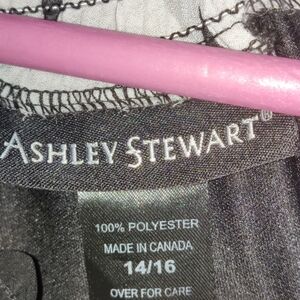 ASHLEY STEWART®
100% POLYESTER
MADE IN CANADA
14/16
OVER FOR CARE